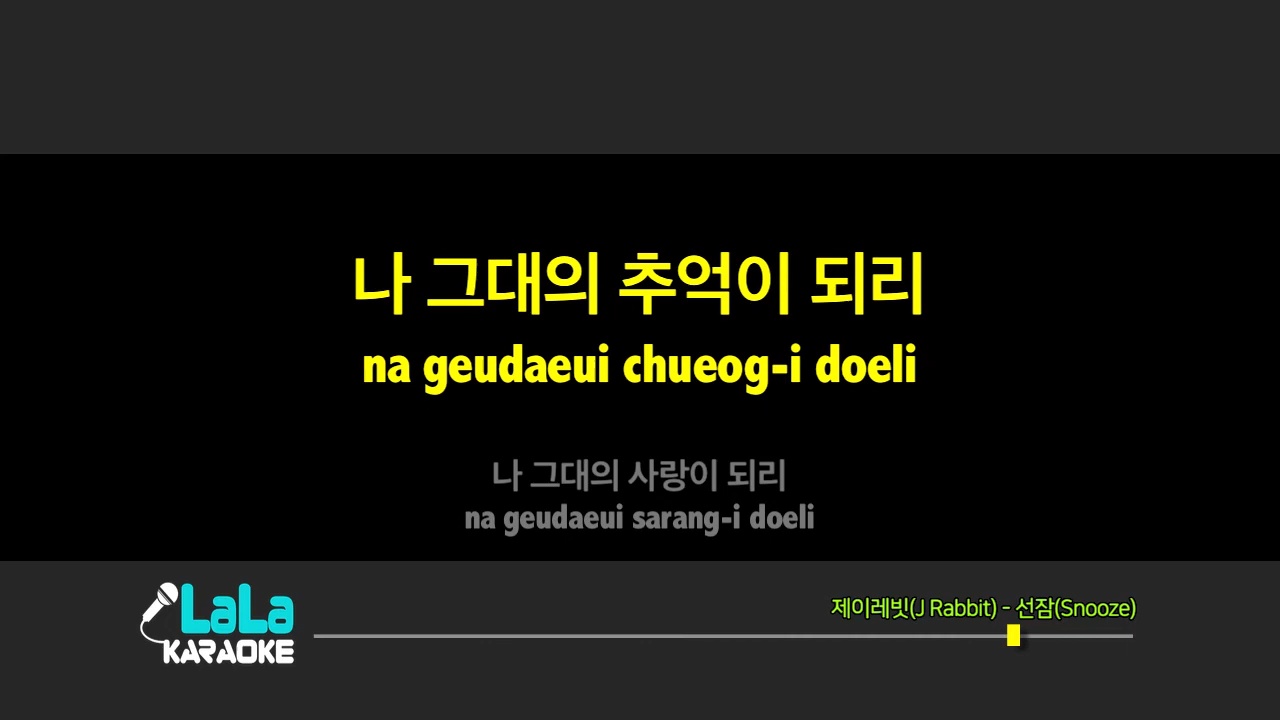 나 그대의 추억이 되리
na geudaeui chueog-i doeli
나 그대의 사랑이 되리
na geudaeui sarang-i doeli
LaLa
KARAOKE
제이레빗(J Rabbit) - 선잠(Snooze)